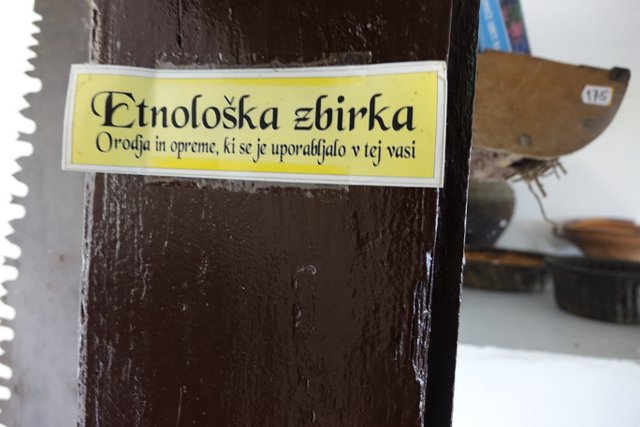 Etnološka zbirka
Orodja in opreme, ki se je uporabljalo v tej vasi
175